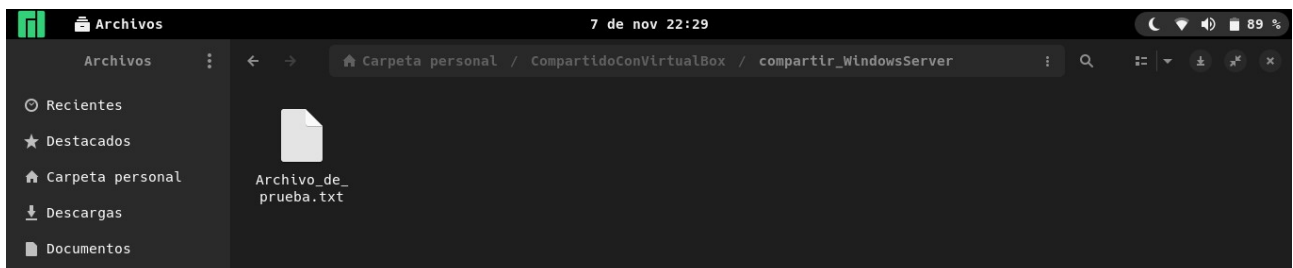 Archivos
7 de nov 22:29
89 %
Archivos
Carpeta personal / CompartidoConVirtualBox / compartir_WindowsServer
Recientes
Destacados
Carpeta personal
Descargas
Documentos
Archivo_de_
prueba.txt